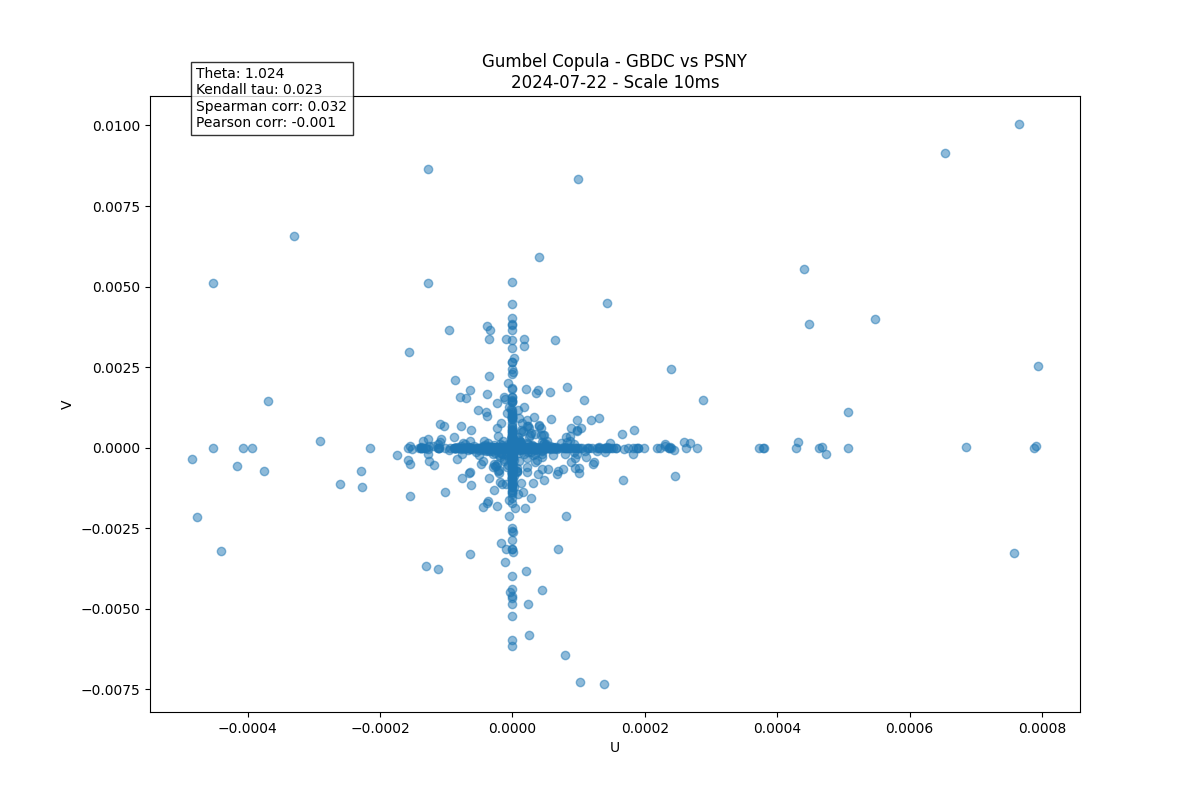 Gumbel Copula - GBDC vs PSNY
2024-07-22 - Scale 10ms
Theta: 1.024
Kendall tau: 0.023
Spearman corr: 0.032
Pearson corr: -0.001
0.0100
0.0075
0.0050
0.0025
0.0000
−0.0025
−0.0050
−0.0075
V
−0.0004
−0.0002
0.0000
0.0002
0.0004
0.0006
0.0008
U